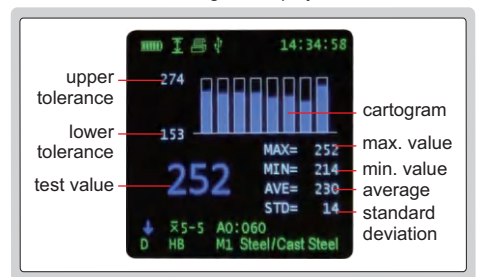 14:34:58
upper tolerance
274
cartogram
lower tolerance
153
MAX= 252
max. value
test value
252
MIN= 214
min. value
AVE= 230
average
STD= 14
standard deviation
x̄5-5 A0:060
D HB M1 Steel/Cast Steel